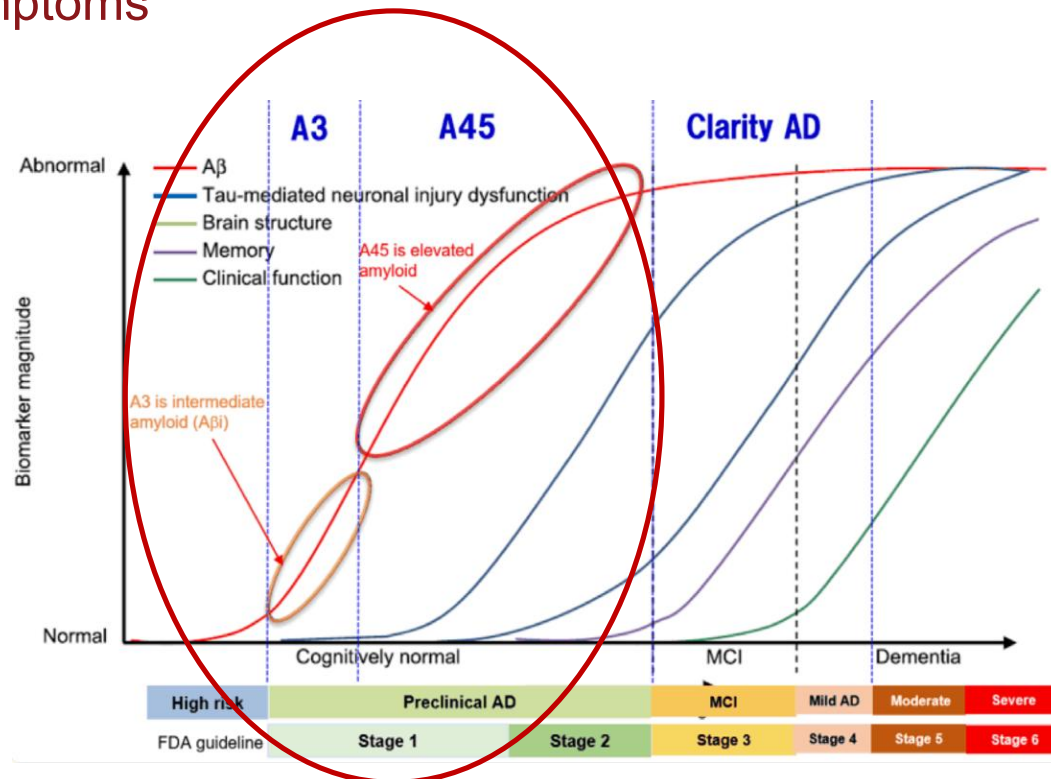 mptoms
A3
A45
Clarity AD
Abnormal
Aβ
Tau-mediated neuronal injury dysfunction
Brain structure
Memory
Clinical function
A45 is elevated
amyloid
A3 is intermediate
amyloid (Aβi)
Biomarker magnitude
Normal
Cognitively normal
MCI
Dementia
High risk
Preclinical AD
MCI
Mild AD
Moderate
Severe
FDA guideline
Stage 1
Stage 2
Stage 3
Stage 4
Stage 5
Stage 6